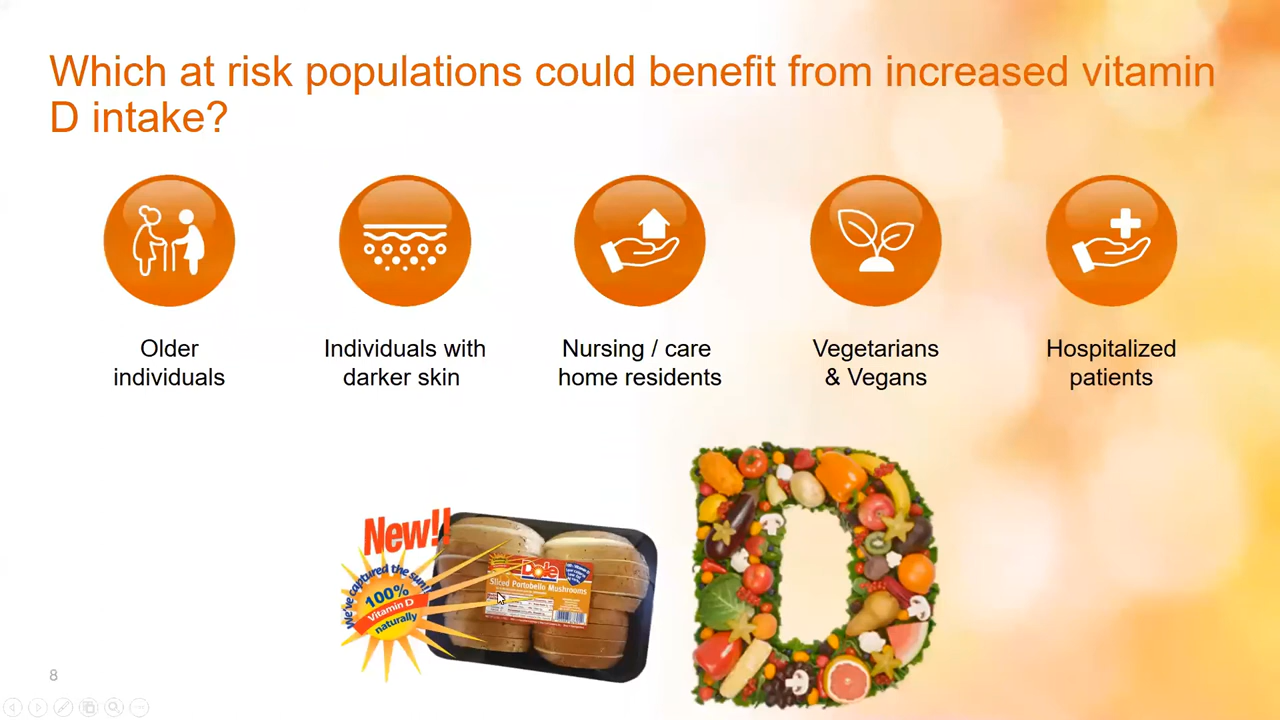 Which at risk populations could benefit from increased vitamin
D intake?
Older
individuals
Individuals with
darker skin
Nursing / care
home residents
Vegetarians
& Vegans
Hospitalized
patients
New!!
We've captured the sun!
100%
Vitamin D
naturally
Dole
Sliced Portobello Mushrooms
8